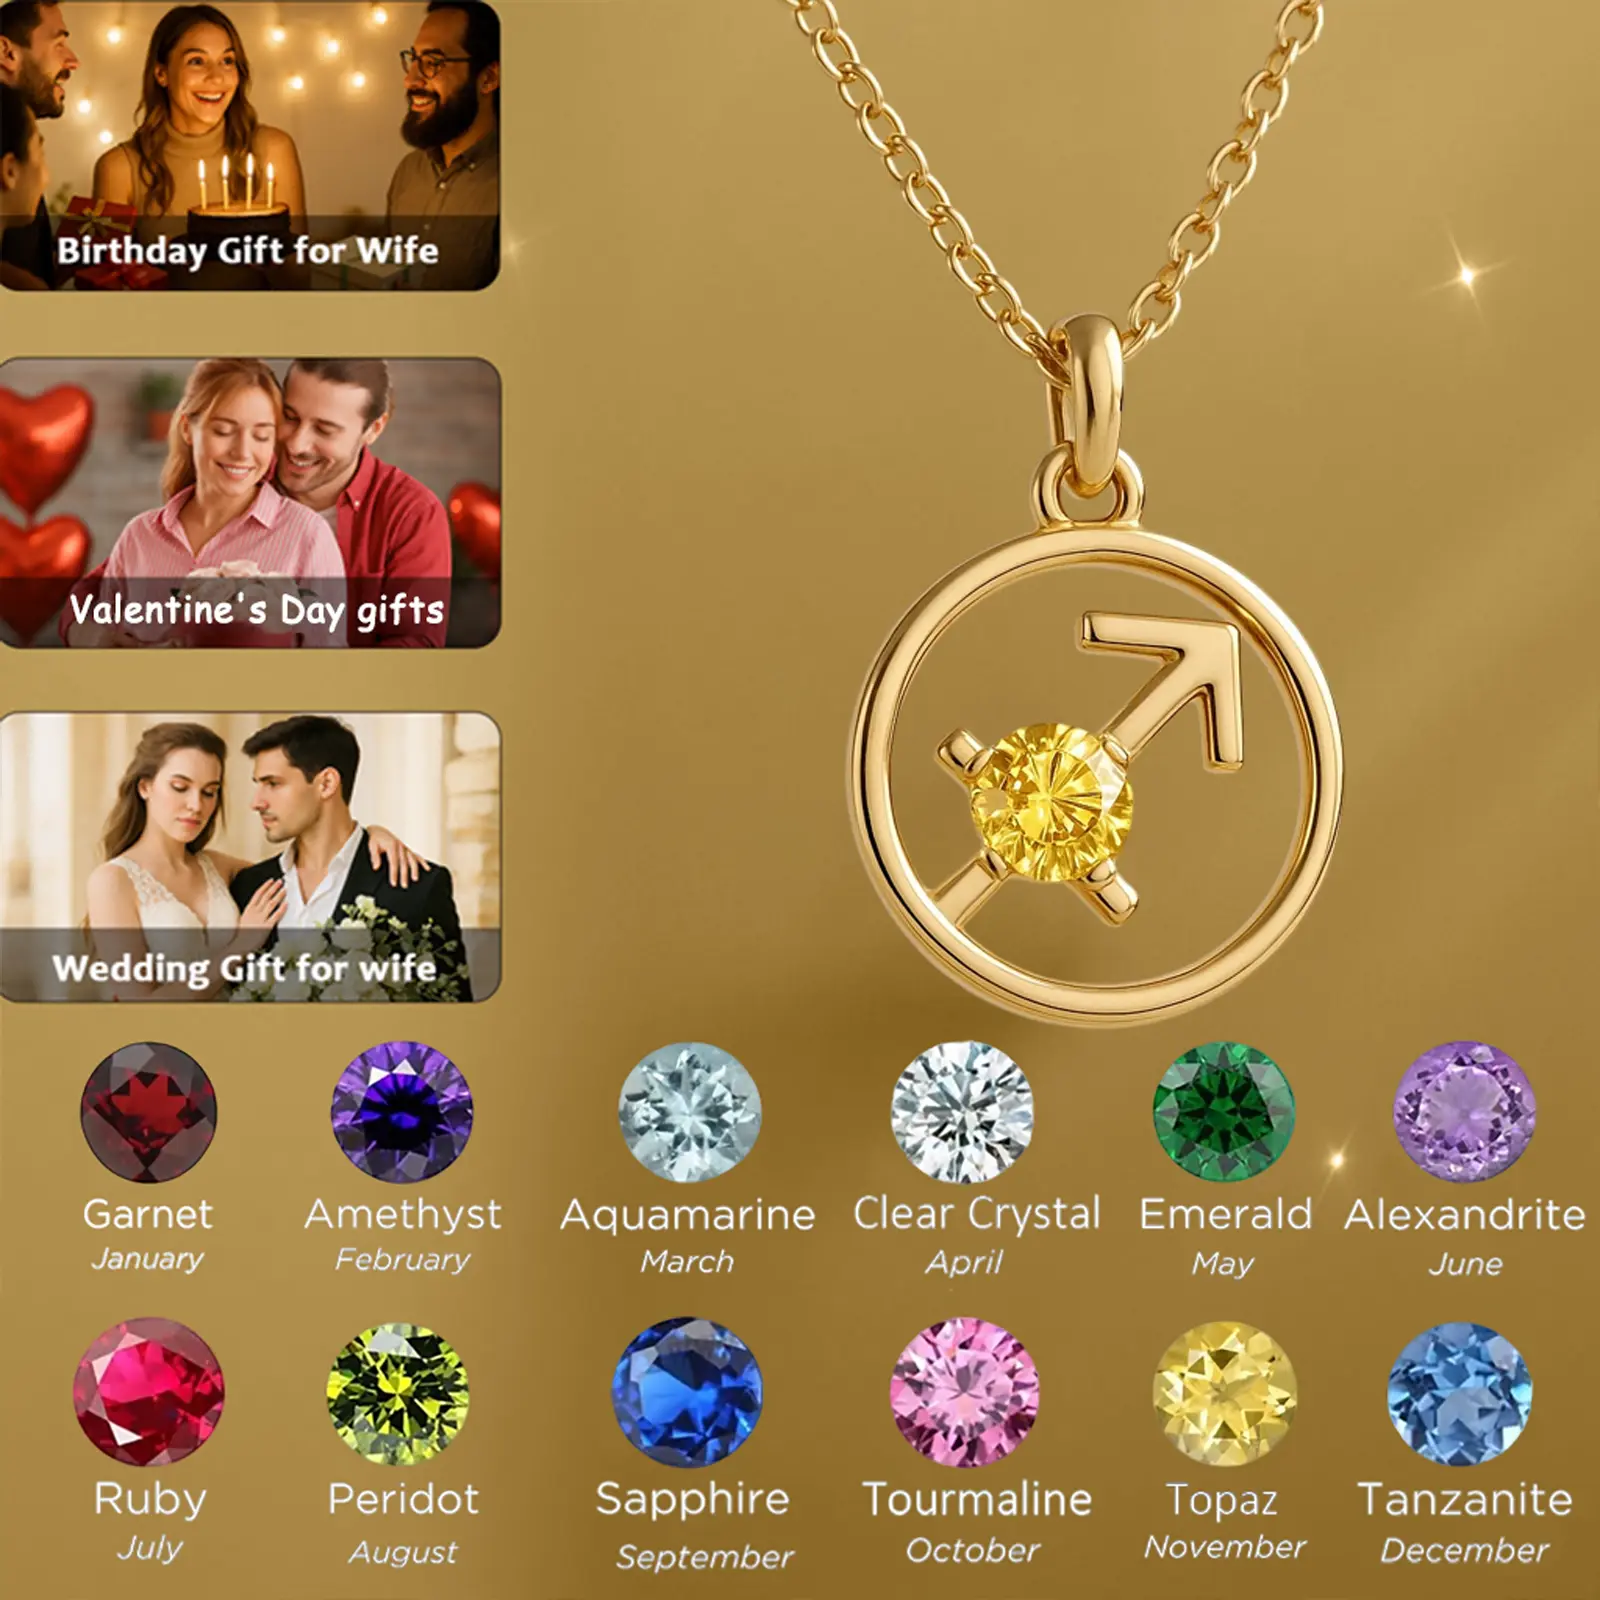 Birthday Gift for Wife
Valentine's Day gifts
Wedding Gift for wife
Garnet
January
Amethyst
February
Aquamarine
March
Clear Crystal
April
Emerald
May
Alexandrite
June
Ruby
July
Peridot
August
Sapphire
September
Tourmaline
October
Topaz
November
Tanzanite
December